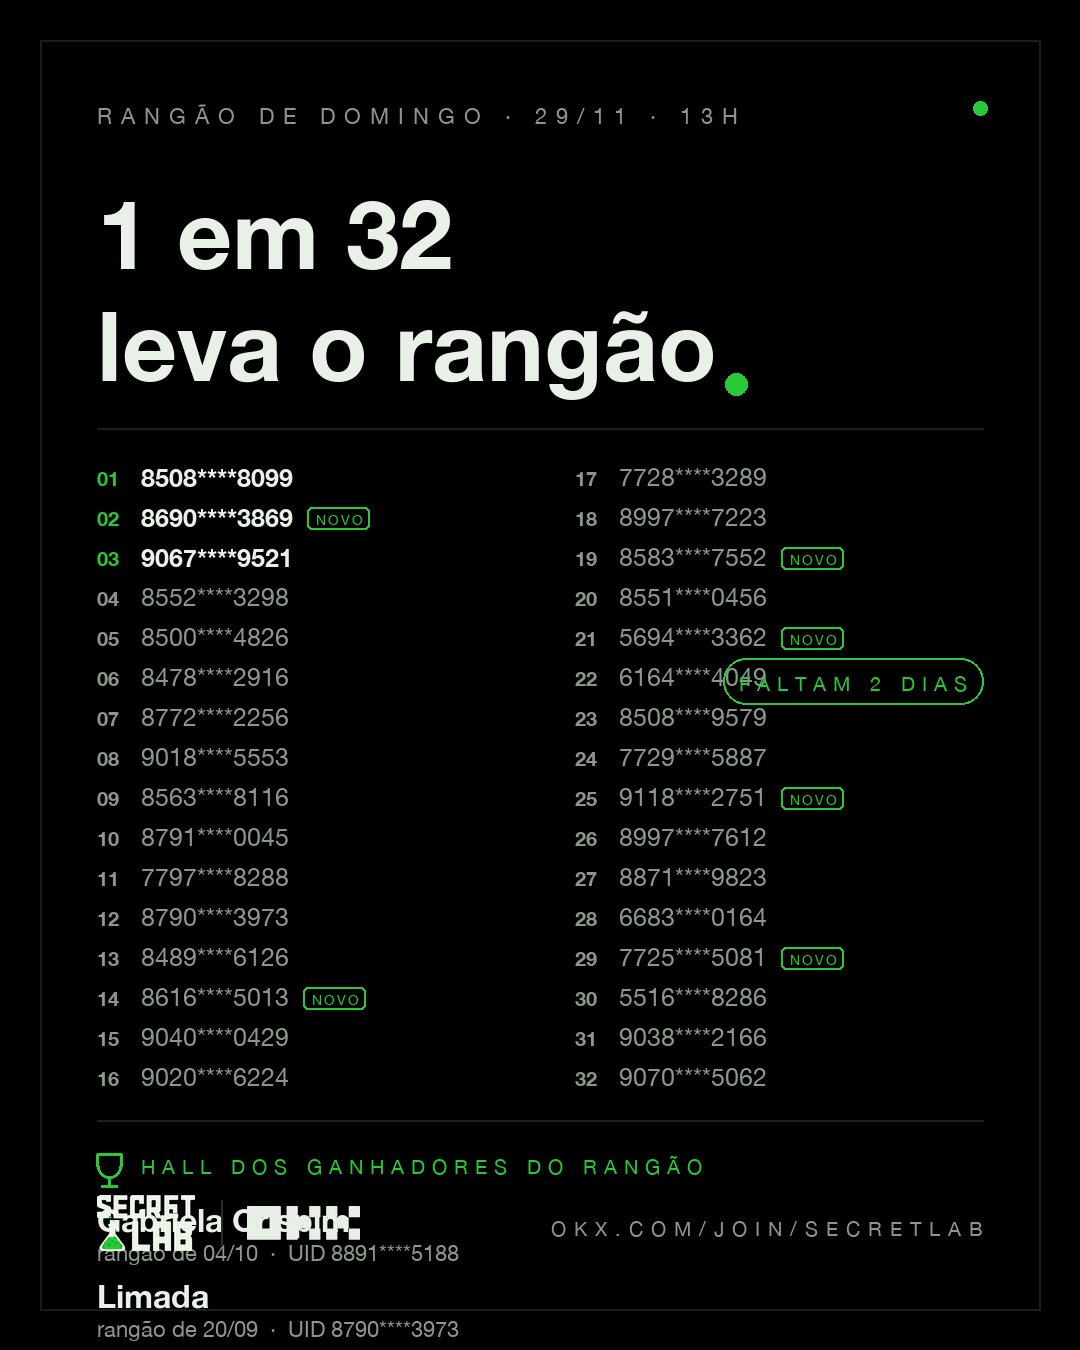 RANGÃO DE DOMINGO · 29/11 · 13H
1 em 32
leva o rangão.
01 8508****8099
02 8690****3869 NOVO
03 9067****9521
04 8552****3298
05 8500****4826
06 8478****2916
07 8772****2256
08 9018****5553
09 8563****8116
10 8791****0045
11 7797****8288
12 8790****3973
13 8489****6126
14 8616****5013 NOVO
15 9040****0429
16 9020****6224
17 7728****3289
18 8997****7223
19 8583****7552 NOVO
20 8551****0456
21 5694****3362 NOVO
22 6164****4049
FALTAM 2 DIAS
23 8508****9579
24 7729****5887
25 9118****2751 NOVO
26 8997****7612
27 8871****9823
28 6683****0164
29 7725****5081 NOVO
30 5516****8286
31 9038****2166
32 9070****5062
HALL DOS GANHADORES DO RANGÃO
SECRET
LAB
OKX
Gabriela Crispim
rangão de 04/10 · UID 8891****5188
OKX.COM/JOIN/SECRETLAB
Limada
rangão de 20/09 · UID 8790****3973